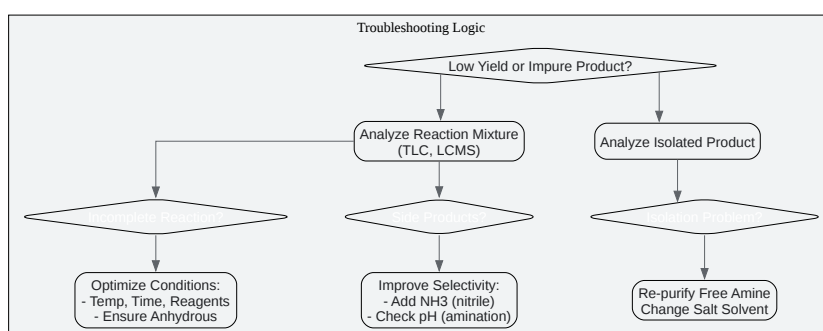 Troubleshooting Logic
Low Yield or Impure Product?
Analyze Reaction Mixture
(TLC, LCMS)
Analyze Isolated Product
Incomplete Reaction?
Side Products?
Isolation Problem?
Optimize Conditions:
- Temp, Time, Reagents
- Ensure Anhydrous
Improve Selectivity:
- Add NH3 (nitrile)
- Check pH (amination)
Re-purify Free Amine
Change Salt Solvent